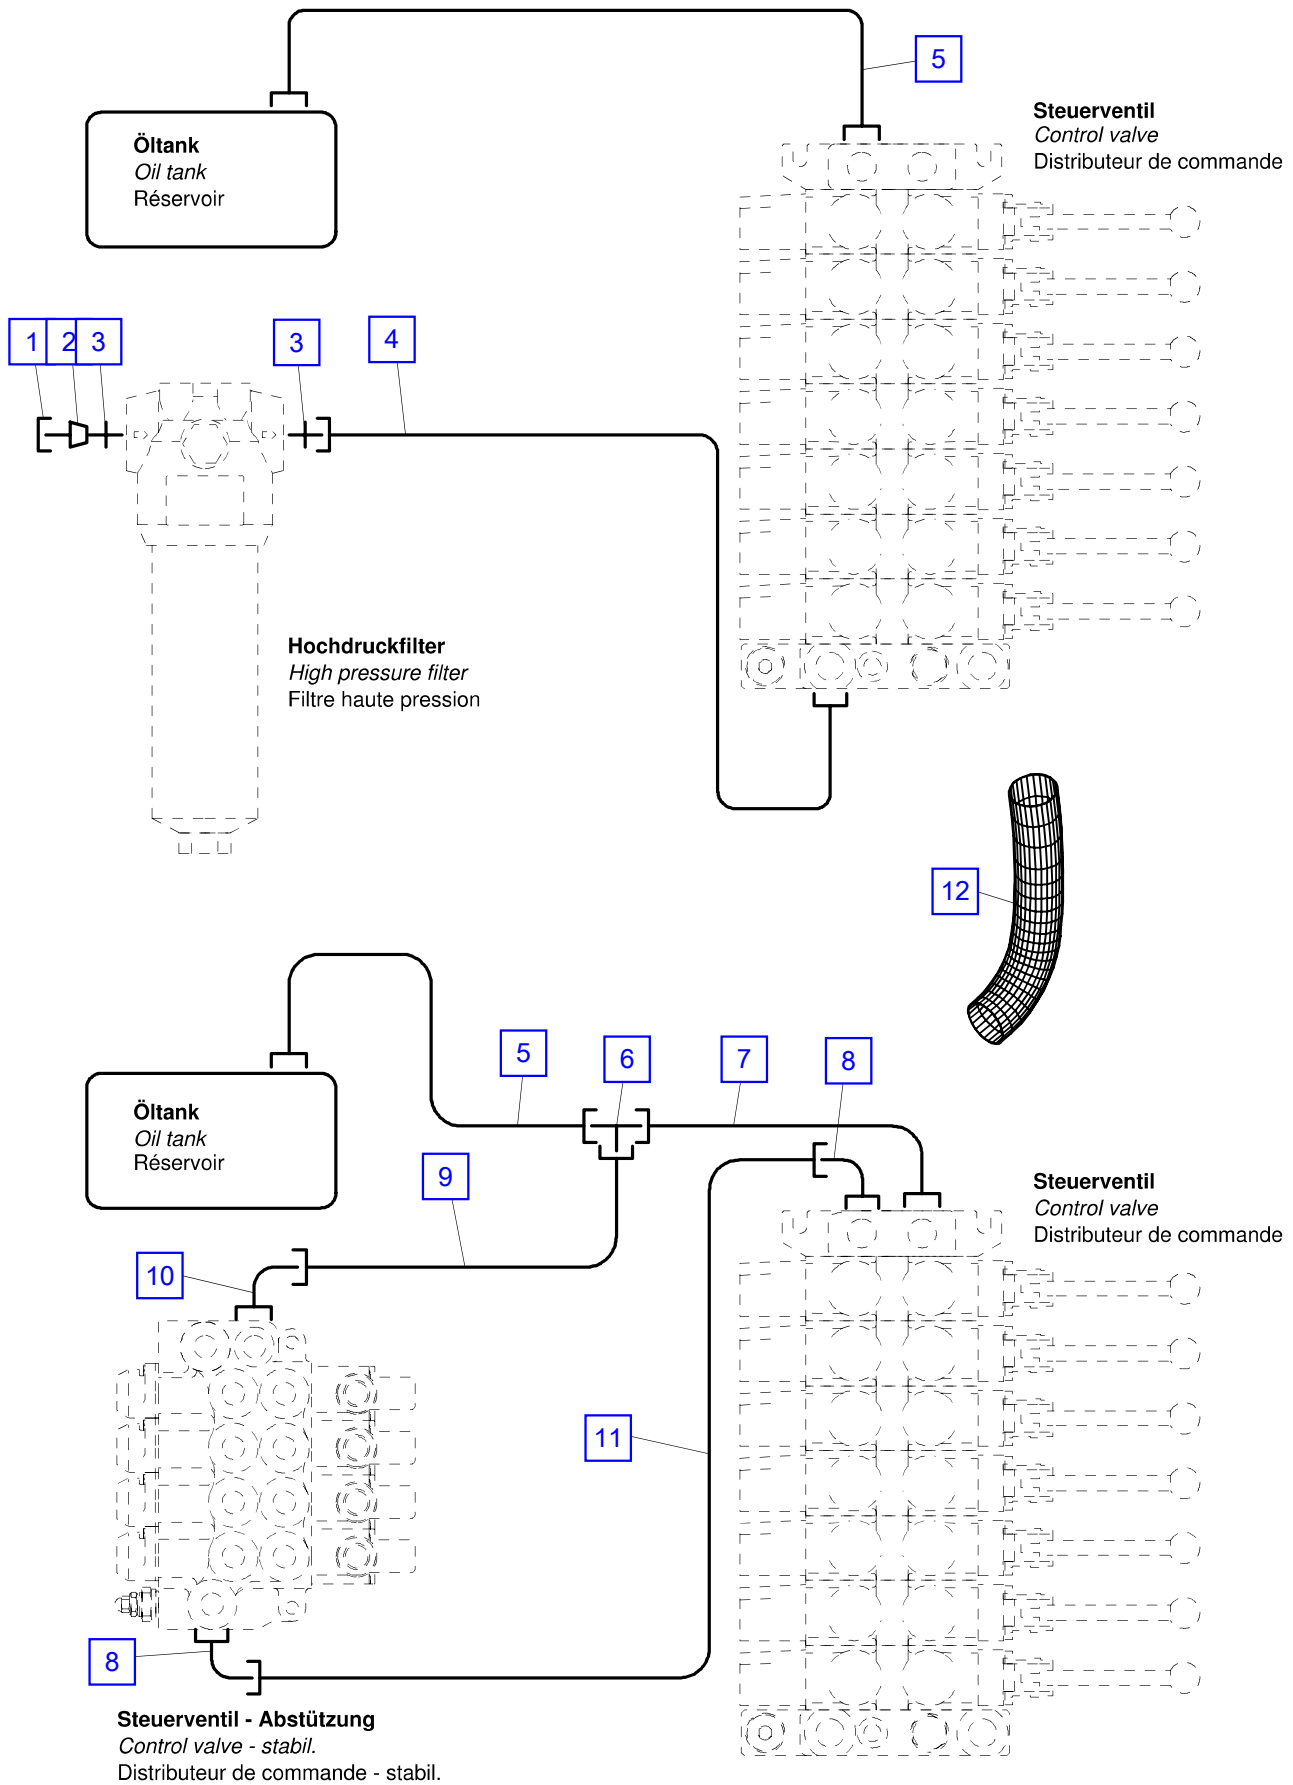 5
Öltank
Oil tank
Réservoir
Steuerventil
Control valve
Distributeur de commande
1 2 3
3
4
Hochdruckfilter
High pressure filter
Filtre haute pression
12
5
6
7
8
Öltank
Oil tank
Réservoir
9
Steuerventil
Control valve
Distributeur de commande
10
11
8
Steuerventil - Abstützung
Control valve - stabil.
Distributeur de commande - stabil.